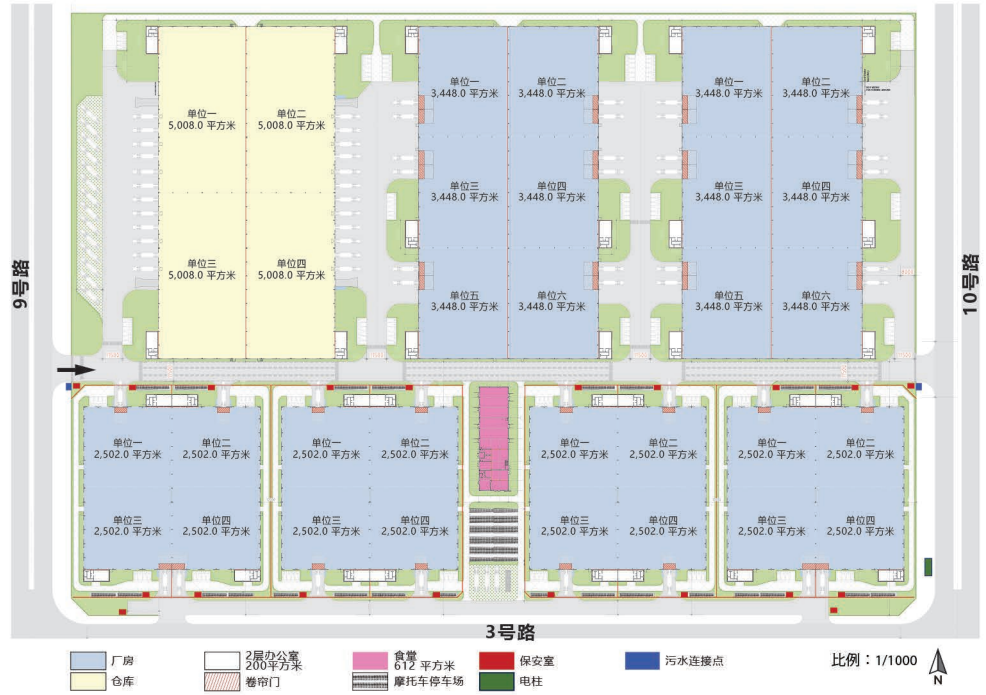 单位一
5,008.0 平方米
单位二
5,008.0 平方米
单位三
5,008.0 平方米
单位四
5,008.0 平方米
单位一
3,448.0 平方米
单位二
3,448.0 平方米
单位三
3,448.0 平方米
单位四
3,448.0 平方米
单位五
3,448.0 平方米
单位六
3,448.0 平方米
单位一
3,448.0 平方米
单位二
3,448.0 平方米
单位三
3,448.0 平方米
单位四
3,448.0 平方米
单位五
3,448.0 平方米
单位六
3,448.0 平方米
9号路
10号路
单位一
2,502.0 平方米
单位二
2,502.0 平方米
单位三
2,502.0 平方米
单位四
2,502.0 平方米
单位一
2,502.0 平方米
单位二
2,502.0 平方米
单位三
2,502.0 平方米
单位四
2,502.0 平方米
单位一
2,502.0 平方米
单位二
2,502.0 平方米
单位三
2,502.0 平方米
单位四
2,502.0 平方米
单位一
2,502.0 平方米
单位二
2,502.0 平方米
单位三
2,502.0 平方米
单位四
2,502.0 平方米
3号路
厂房
仓库
2层办公室
200平方米
卷帘门
食堂
612 平方米
摩托车停车场
保安室
电柱
污水连接点
比例：1/1000
N